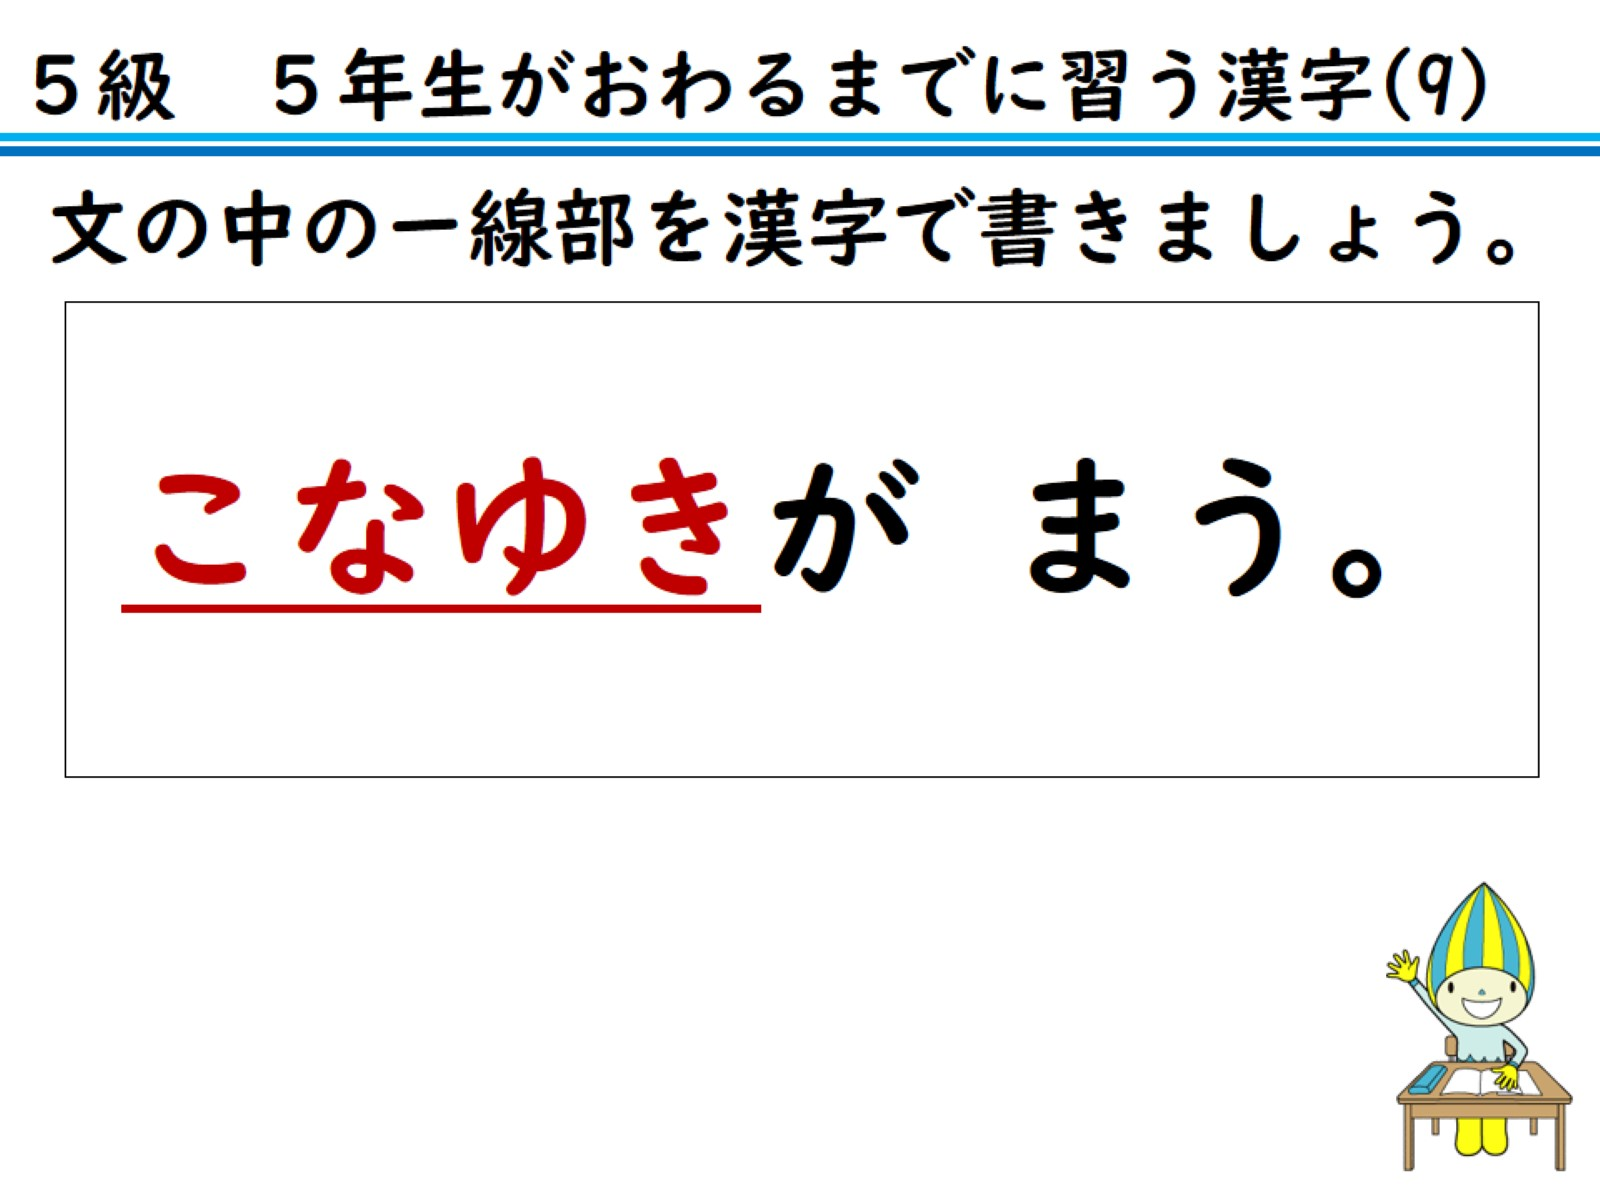 ５級　５年生がおわるまでに習う漢字(9)
文の中の―線部を漢字で書きましょう。
こなゆきが　まう。